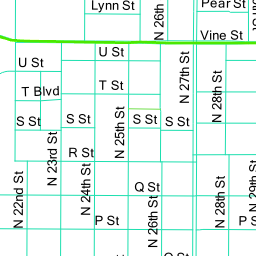 Lynn St
N 26th
Pear St
Vine St
U St
U St
N 27th St
T Blvd
T St
N 28th St
S St
S St
S St
S St
N 25th St
R St
N 23rd St
N 24th St
Q St
N 22nd St
P St
N 26th St
N 28th St
N 29th
P S